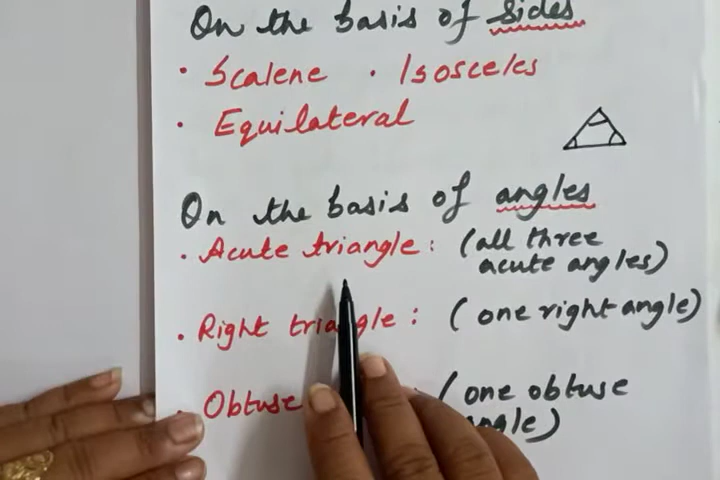 On the basis of sides
· Scalene · Isosceles
· Equilateral
On the basis of angles
· Acute triangle : (all three
acute angles)
· Right triangle : (one right angle)
· Obtuse : (one obtuse